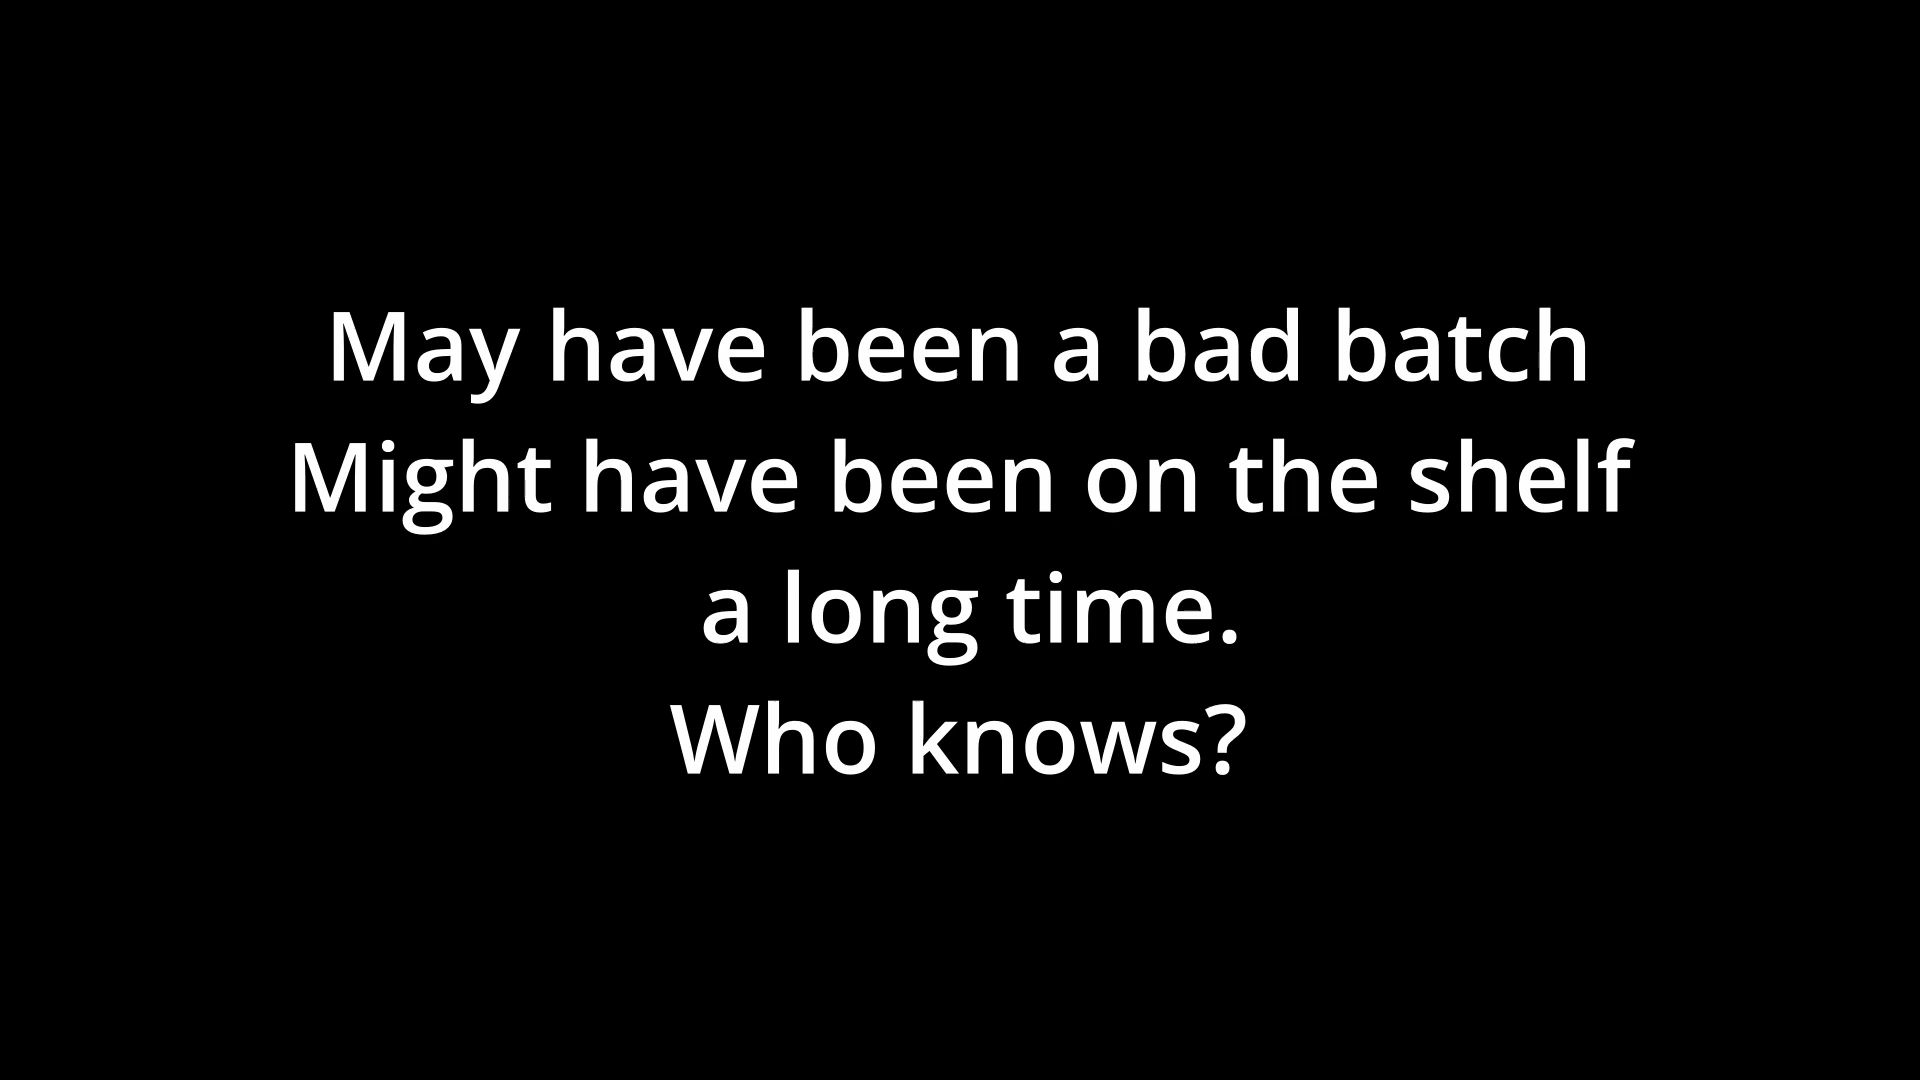 May have been a bad batch
Might have been on the shelf
a long time.
Who knows?